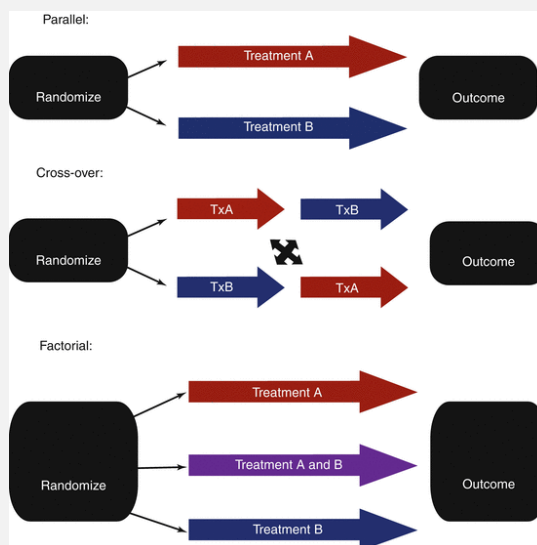 Parallel:
Treatment A
Randomize
Outcome
Treatment B
Cross-over:
TxA
TxB
Randomize
Outcome
TxB
TxA
Factorial:
Treatment A
Treatment A and B
Randomize
Outcome
Treatment B